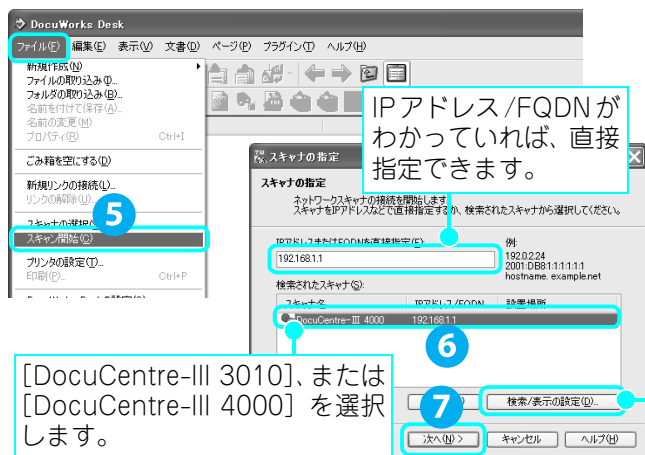 DocuWorks Desk
ファイル(F) 編集(E) 表示(V) 文書(D) ページ(P) プラグイン(T) ヘルプ(H)
新規作成(N)
ファイルの取り込み(I)...
フォルダの取り込み(B)...
名前を付けて保存(A)...
名前の変更(M)
プロパティ(R) Ctrl+I
ごみ箱を空にする(D)
新規リンクの接続(L)...
リンクの解除(U)...
スキャナの選択
5
スキャン開始(C)
プリンタの設定(T)...
印刷(P)... Ctrl+P
IPアドレス/FQDNが
わかっていれば、直接
指定できます。
スキャナの指定
スキャナの指定
ネットワークスキャナの接続を開始します
スキャナをIPアドレスなどで直接指定するか、検索されたスキャナから選択してください。
IPアドレスまたはFQDNを直接指定(F):
192.168.1.1
例:
192.0.2.24
2001:DB8:1:1:1:1:1
hostname. example.net
検索されたスキャナ(S):
スキャナ名 IPアドレス/FQDN 設置場所
DocuCentre-III 4000 192.168.1.1
6
[DocuCentre-III 3010]、または
[DocuCentre-III 4000] を選択
します。
7
検索/表示の設定(D)...
次へ(N) > キャンセル ヘルプ(H)